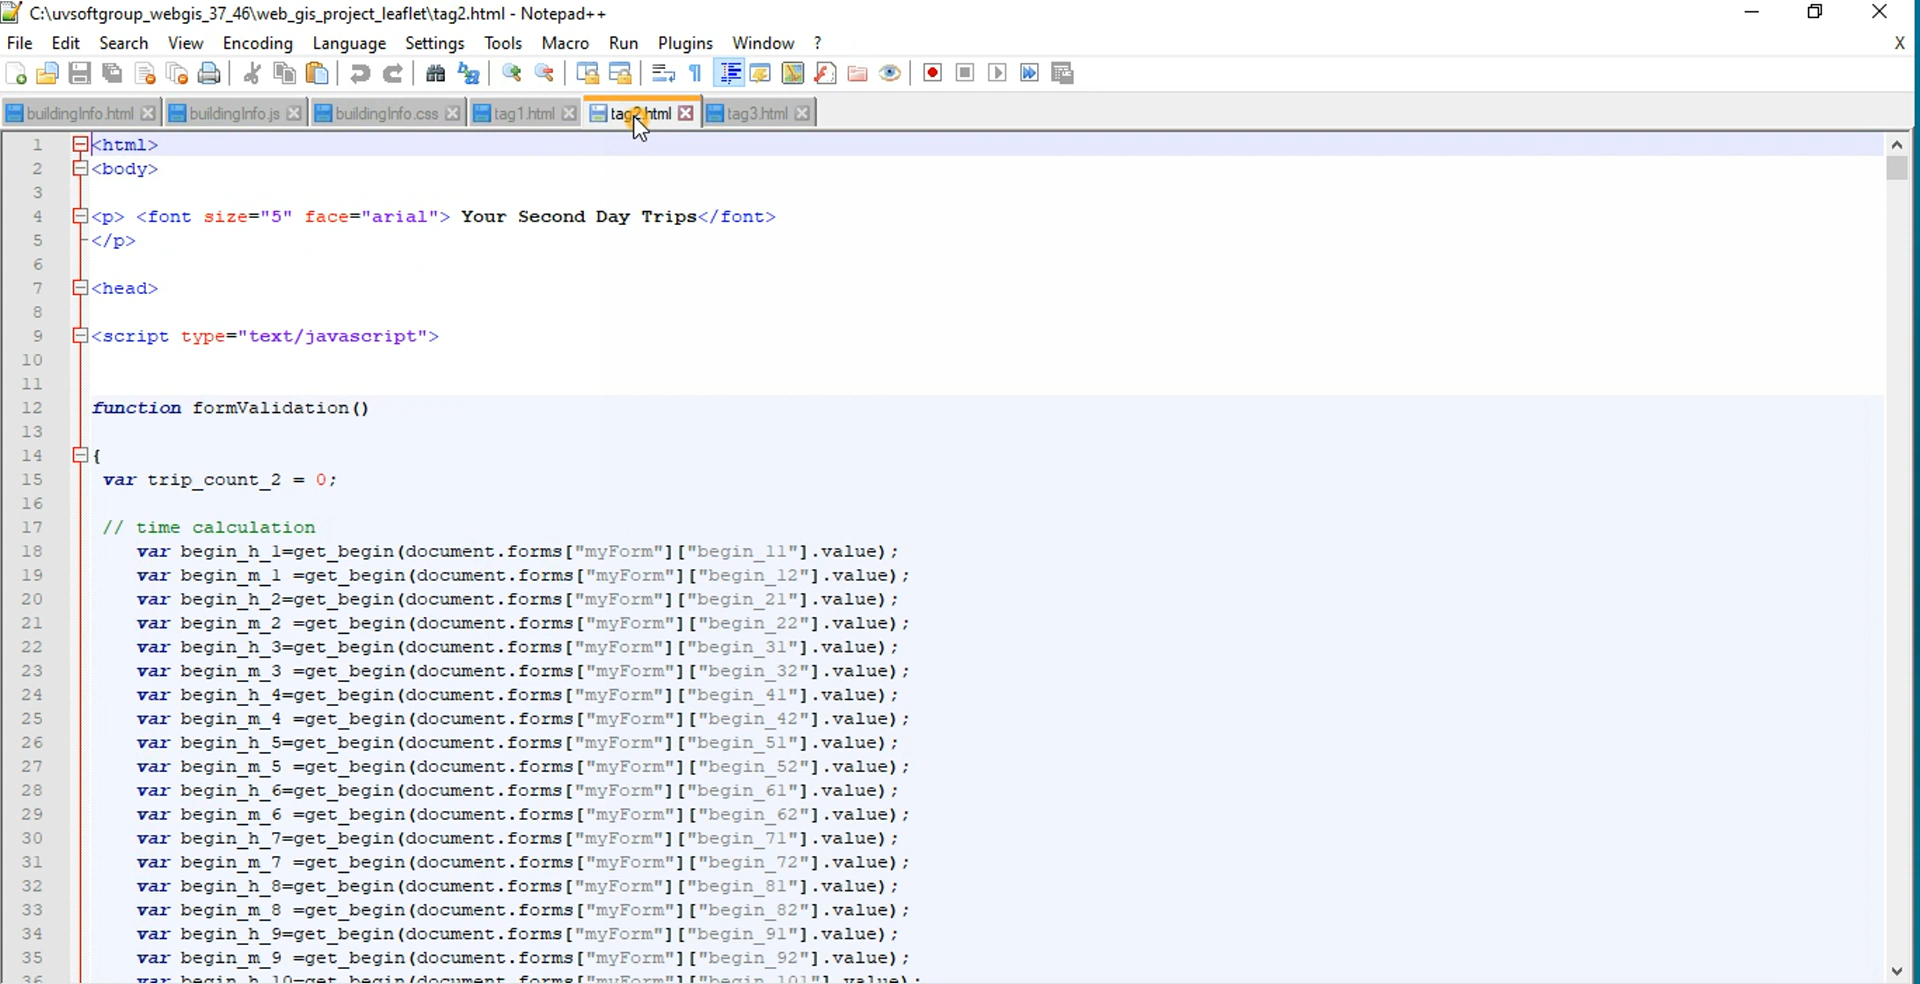 C:\uvsoftgroup_webgis_37_46\web_gis_project_leaflet\tag2.html - Notepad++
File Edit Search View Encoding Language Settings Tools Macro Run Plugins Window ? X
buildingInfo.html buildingInfo.js buildingInfo.css tag1.html tag2.html tag3.html
1 <html>
2 <body>
3
4 <p> <font size="5" face="arial"> Your Second Day Trips</font>
5 </p>
6
7 <head>
8
9 <script type="text/javascript">
10
11
12 function formValidation()
13
14 {
15 var trip_count_2 = 0;
16
17 // time calculation
18 var begin_h_1=get_begin(document.forms["myForm"]["begin_11"].value);
19 var begin_m_1 =get_begin(document.forms["myForm"]["begin_12"].value);
20 var begin_h_2=get_begin(document.forms["myForm"]["begin_21"].value);
21 var begin_m_2 =get_begin(document.forms["myForm"]["begin_22"].value);
22 var begin_h_3=get_begin(document.forms["myForm"]["begin_31"].value);
23 var begin_m_3 =get_begin(document.forms["myForm"]["begin_32"].value);
24 var begin_h_4=get_begin(document.forms["myForm"]["begin_41"].value);
25 var begin_m_4 =get_begin(document.forms["myForm"]["begin_42"].value);
26 var begin_h_5=get_begin(document.forms["myForm"]["begin_51"].value);
27 var begin_m_5 =get_begin(document.forms["myForm"]["begin_52"].value);
28 var begin_h_6=get_begin(document.forms["myForm"]["begin_61"].value);
29 var begin_m_6 =get_begin(document.forms["myForm"]["begin_62"].value);
30 var begin_h_7=get_begin(document.forms["myForm"]["begin_71"].value);
31 var begin_m_7 =get_begin(document.forms["myForm"]["begin_72"].value);
32 var begin_h_8=get_begin(document.forms["myForm"]["begin_81"].value);
33 var begin_m_8 =get_begin(document.forms["myForm"]["begin_82"].value);
34 var begin_h_9=get_begin(document.forms["myForm"]["begin_91"].value);
35 var begin_m_9 =get_begin(document.forms["myForm"]["begin_92"].value);
36 var begin_h_10=get_begin(document.forms["myForm"]["begin_101"].value);